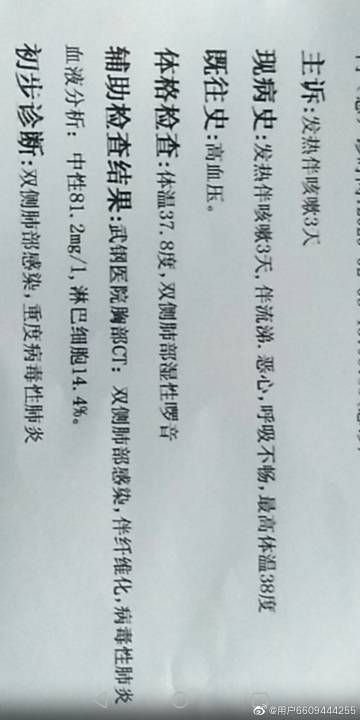 主诉:发热伴咳嗽3天
现病史:发热伴咳嗽3天,伴流涕.恶心,呼吸不畅,最高体温38度
既往史:高血压。
体格检查:体温37.8度,双侧肺部湿性啰音
辅助检查结果:武钢医院胸部CT: 双侧肺部感染,伴纤维化,病毒性肺炎
血液分析: 中性81.2mg/l,淋巴细胞14.4%。
初步诊断:双侧肺部感染,重度病毒性肺炎
@用户6609444255